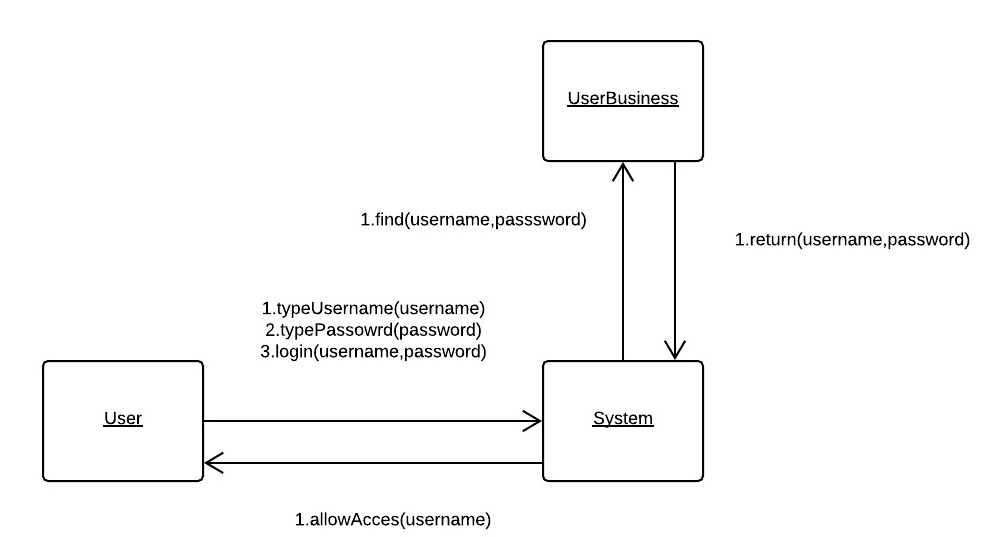 UserBusiness
1.find(username,passsword)
1.return(username,password)
1.typeUsername(username)
2.typePassowrd(password)
3.login(username,password)
User
System
1.allowAcces(username)